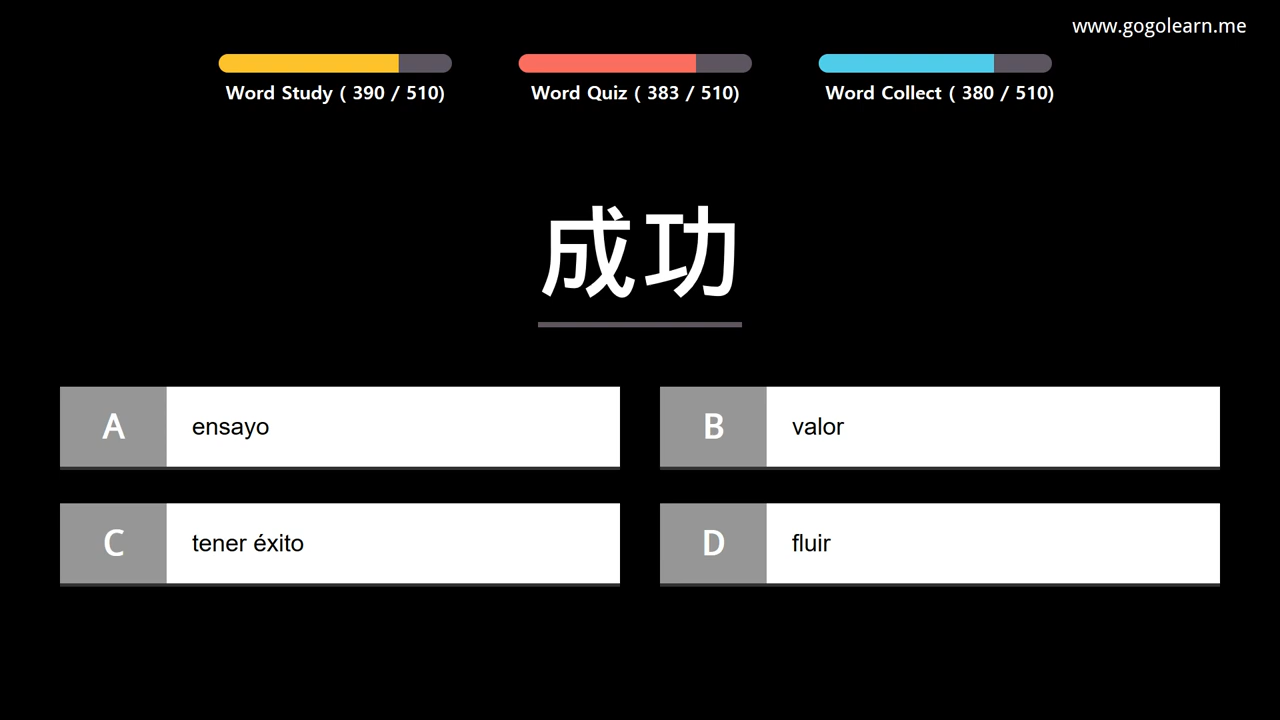 www.gogolearn.me
Word Study ( 390 / 510)
Word Quiz ( 383 / 510)
Word Collect ( 380 / 510)
成功
A
ensayo
B
valor
C
tener éxito
D
fluir